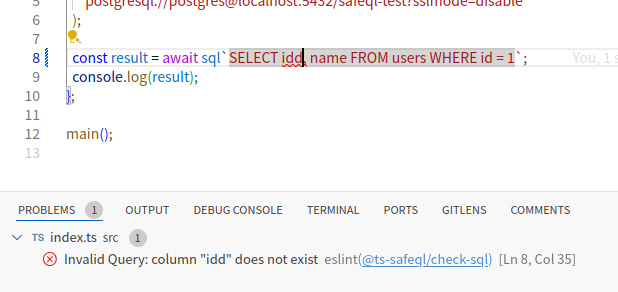 5 postgresql://postgres@localhost:5432/safeql-test?sslmode=disable
6 );
7
8 const result = await sql`SELECT idd, name FROM users WHERE id = 1`; You, 1 s
9 console.log(result);
10 };
11
12 main();
13
PROBLEMS 1 OUTPUT DEBUG CONSOLE TERMINAL PORTS GITLENS COMMENTS
TS index.ts src 1
Invalid Query: column "idd" does not exist eslint(@ts-safeql/check-sql) [Ln 8, Col 35]